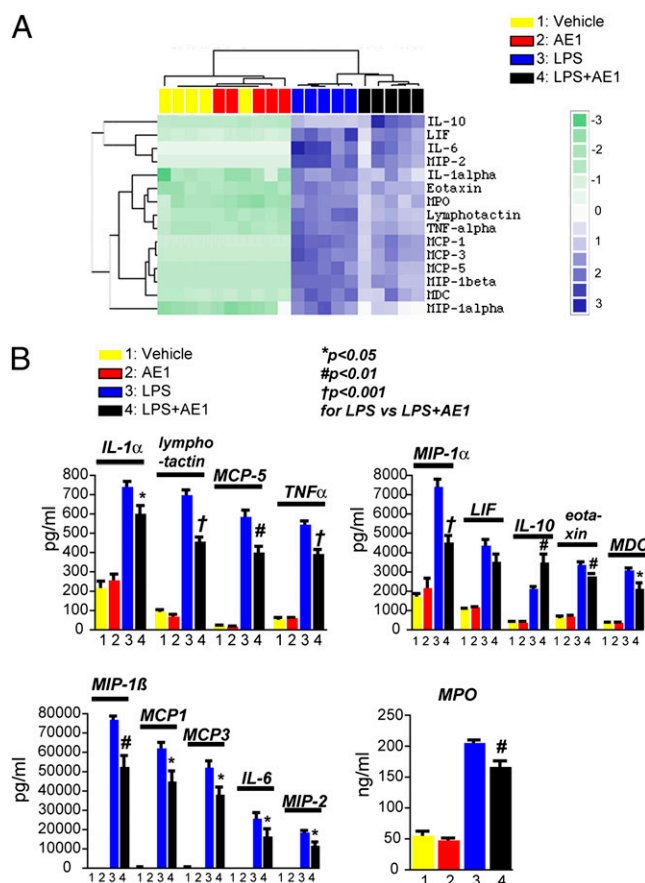 A
1: Vehicle
2: AE1
3: LPS
4: LPS+AE1
IL-10
LIF
IL-6
MIP-2
IL-1alpha
Eotaxin
MPO
Lymphotactin
TNF-alpha
MCP-1
MCP-3
MCP-5
MIP-1beta
MDC
MIP-1alpha
-3
-2
-1
0
1
2
3
B
1: Vehicle
2: AE1
3: LPS
4: LPS+AE1
*p<0.05
#p<0.01
†p<0.001
for LPS vs LPS+AE1
IL-1α
lympho
-tactin
MCP-5
TNFα
pg/ml
800
700
600
500
400
300
200
100
0
* † # †
1 2 3 4 1 2 3 4 1 2 3 4 1 2 3 4
MIP-1α
LIF
IL-10
eota-
xin
MDC
pg/ml
8000
7000
6000
5000
4000
3000
2000
1000
0
† # # *
1 2 3 4 1 2 3 4 1 2 3 4 1 2 3 4 1 2 3 4
MIP-1ß
MCP1
MCP3
IL-6
MIP-2
pg/ml
80000
70000
60000
50000
40000
30000
20000
10000
0
# * * * *
1 2 3 4 1 2 3 4 1 2 3 4 1 2 3 4 1 2 3 4
MPO
ng/ml
250
200
150
100
50
0
#
1 2 3 4